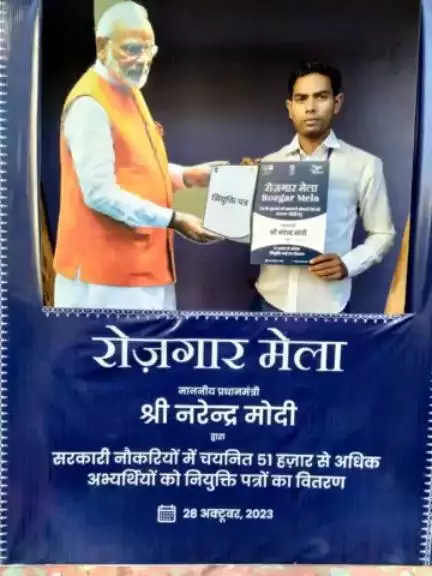 नियुक्ति पत्र
रोज़गार मेला
Rozgar Mela
श्री नरेन्द्र मोदी
रोज़गार मेला
माननीय प्रधानमंत्री
श्री नरेन्द्र मोदी
द्वारा
सरकारी नौकरियों में चयनित 51 हज़ार से अधिक
अभ्यर्थियों को नियुक्ति पत्रों का वितरण
28 अक्टूबर, 2023